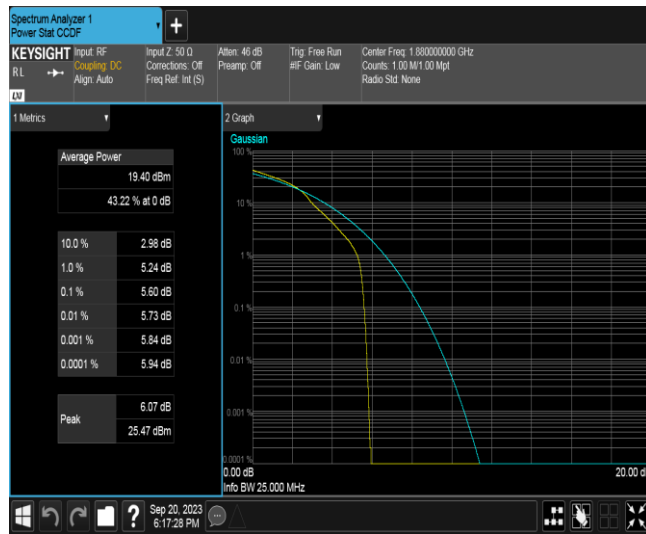 Spectrum Analyzer 1
Power Stat CCDF
+
KEYSIGHT
RL
LXI
Input: RF
Coupling: DC
Align: Auto
Input Z: 50 Ω
Corrections: Off
Freq Ref: Int (S)
Atten: 46 dB
Preamp: Off
Trig: Free Run
#IF Gain: Low
Center Freq: 1.880000000 GHz
Counts: 1.00 M/1.00 Mpt
Radio Std: None
1 Metrics
Average Power
19.40 dBm
43.22 % at 0 dB
10.0 % 2.98 dB
1.0 % 5.24 dB
0.1 % 5.60 dB
0.01 % 5.73 dB
0.001 % 5.84 dB
0.0001 % 5.94 dB
Peak
6.07 dB
25.47 dBm
2 Graph
Gaussian
100 %
10 %
1 %
0.1 %
0.01 %
0.001 %
0.0001 %
0.00 dB
20.00 d
Info BW 25.000 MHz
?
Sep 20, 2023
6:17:28 PM